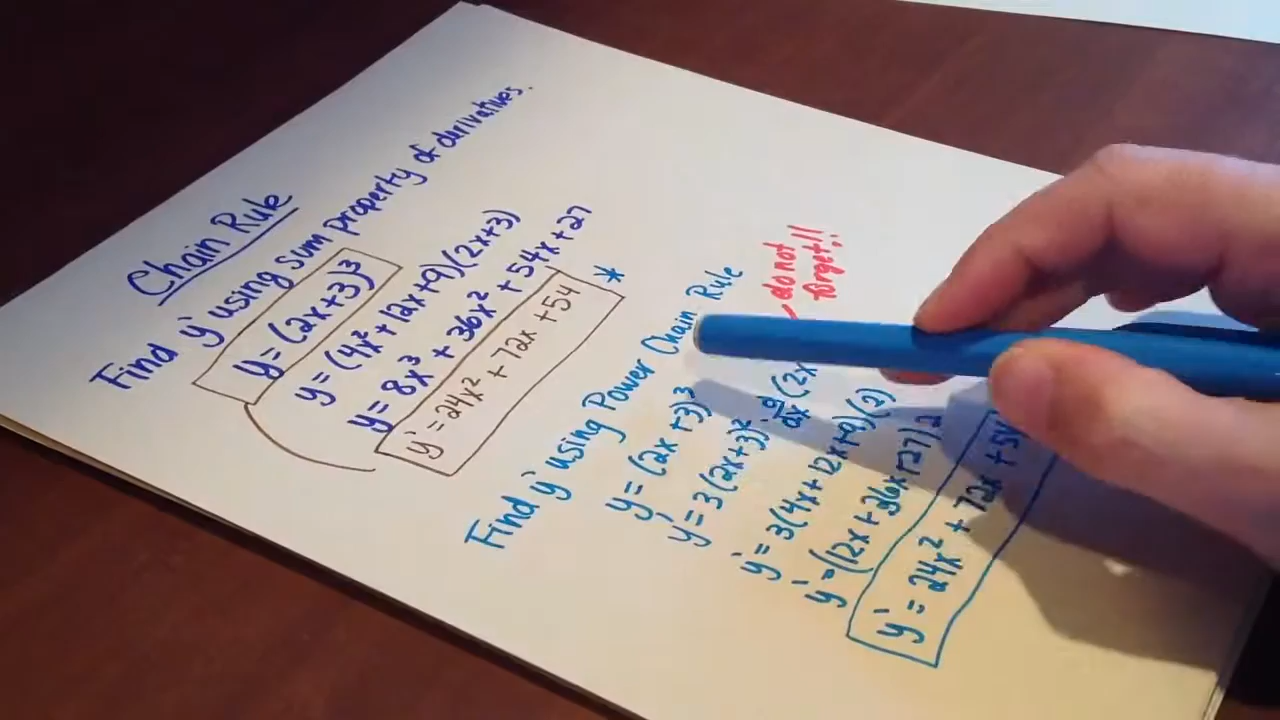 Chain Rule
Find y' using sum property of derivatives.
y = (2x+3)³
y = (4x²+12x+9)(2x+3)
y = 8x³ + 36x² + 54x + 27
y' = 24x² + 72x + 54 *
Find y' using Power Chain Rule
y = (2x+3)³
y' = 3(2x+3)² · d/dx (2x
do not
forget!!
y' = 3(4x+12x+9)(2)
y' = (12x+36x+27)2
y' = 24x² + 72x + 54